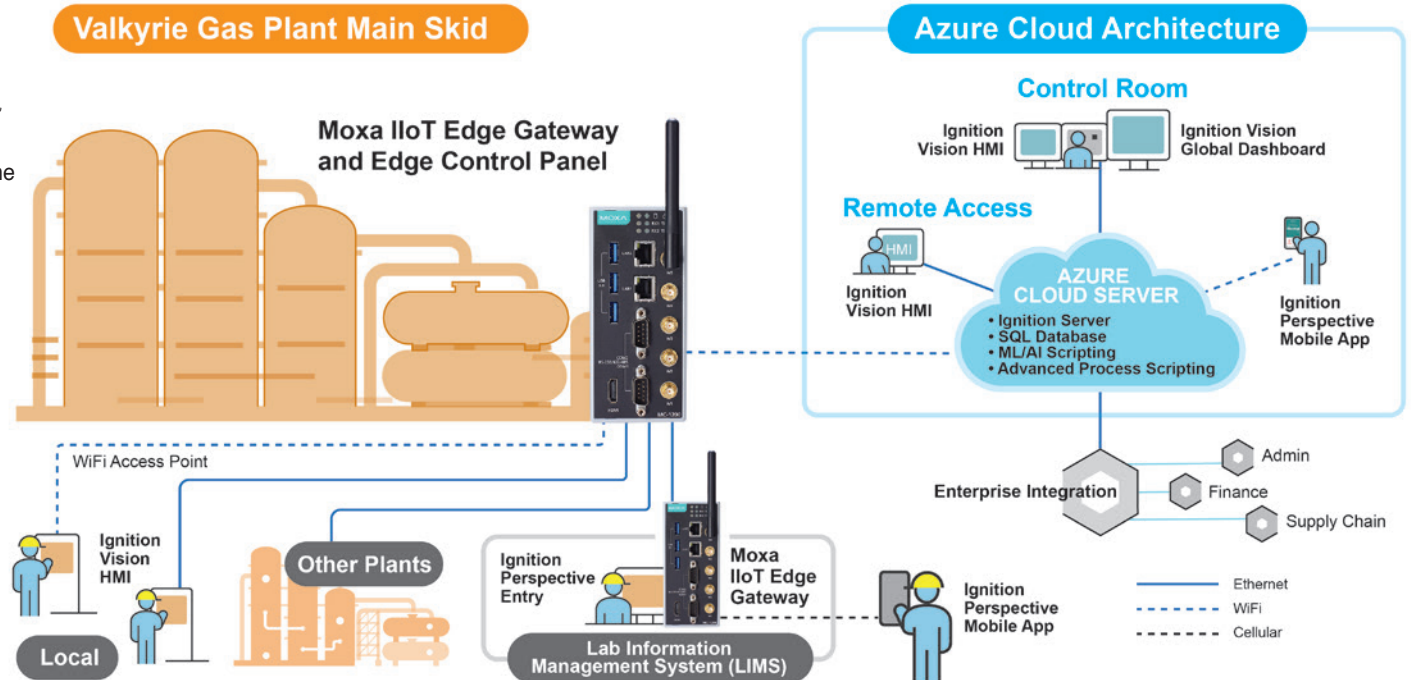 Valkyrie Gas Plant Main Skid
Azure Cloud Architecture
Control Room
Ignition
Vision HMI
Ignition Vision
Global Dashboard
Moxa IIoT Edge Gateway
and Edge Control Panel
ne
MOXA
Remote Access
HMI
Ignition
Vision HMI
AZURE
CLOUD SERVER
• Ignition Server
• SQL Database
• ML/AI Scripting
• Advanced Process Scripting
Ignition
Perspective
Mobile App
WiFi Access Point
Enterprise Integration
Admin
Finance
Supply Chain
Ignition
Vision
HMI
Local
Other Plants
Ignition
Perspective
Entry
MOXA
Moxa
IIoT Edge
Gateway
Lab Information
Management System (LIMS)
Ignition
Perspective
Mobile App
Ethernet
WiFi
Cellular